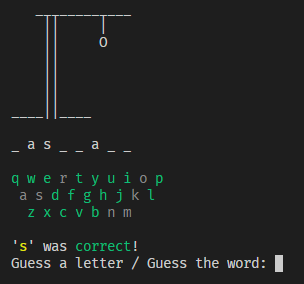 O
_ a s _ _ a _ _
q w e r t y u i o p
a s d f g h j k l
z x c v b n m
's' was correct!
Guess a letter / Guess the word: